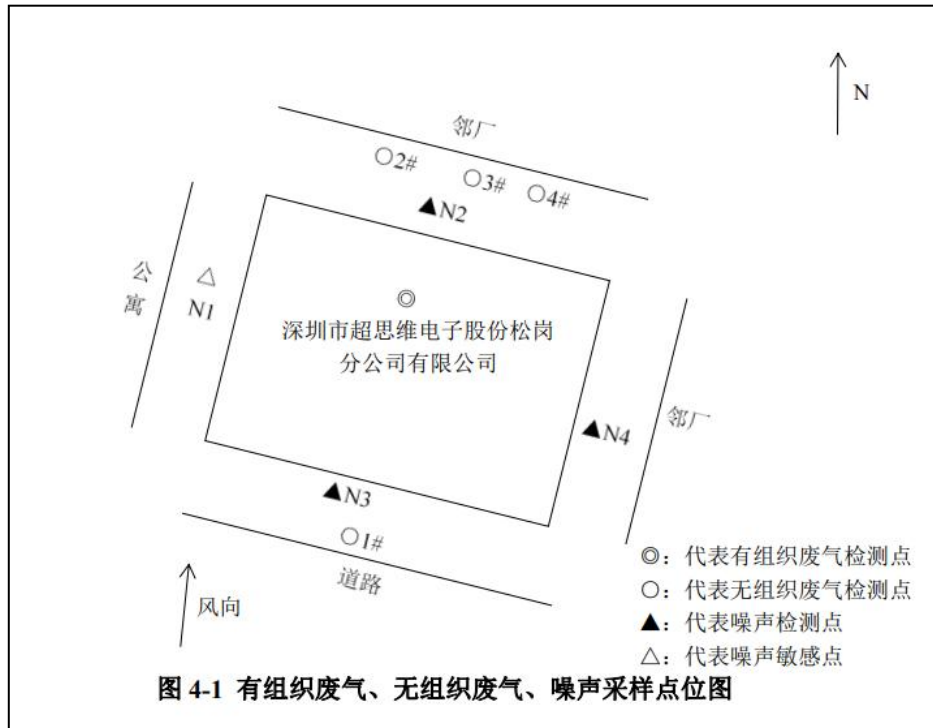 N
邻厂
○2#
○3#
○4#
▲N2
公寓
△
N1
◎
深圳市超思维电子股份松岗
分公司有限公司
邻厂
▲N4
▲N3
○1#
道路
风向
◎：代表有组织废气检测点
○：代表无组织废气检测点
▲：代表噪声检测点
△：代表噪声敏感点
图 4-1 有组织废气、无组织废气、噪声采样点位图